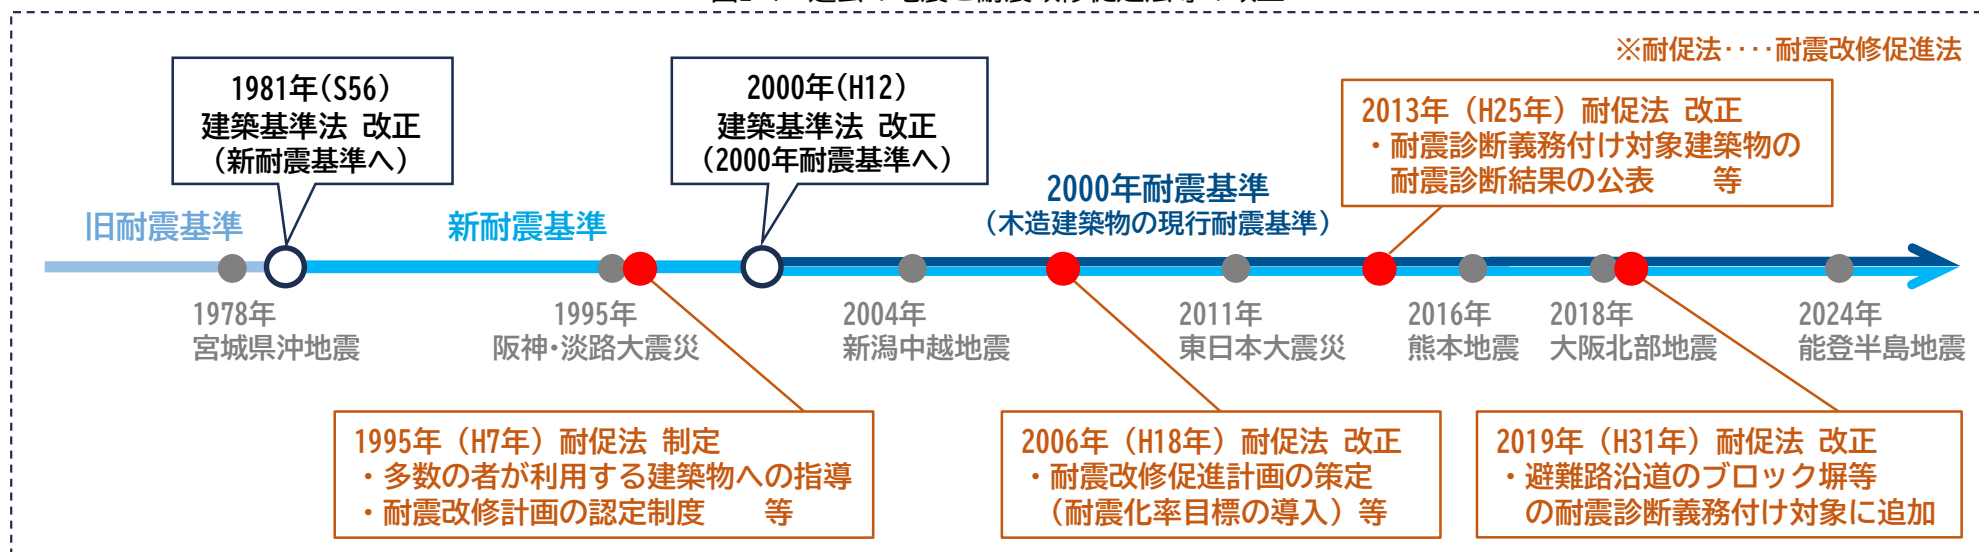 ※耐促法‥‥耐震改修促進法
1981年(S56)
建築基準法 改正
（新耐震基準へ）
2000年(H12)
建築基準法 改正
（2000年耐震基準へ）
2013年（H25年）耐促法 改正
・耐震診断義務付け対象建築物の
耐震診断結果の公表　　等
旧耐震基準
新耐震基準
2000年耐震基準
（木造建築物の現行耐震基準）
1978年
宮城県沖地震
1995年
阪神・淡路大震災
2004年
新潟中越地震
2011年
東日本大震災
2016年
熊本地震
2018年
大阪北部地震
2024年
能登半島地震
1995年（H7年）耐促法 制定
・多数の者が利用する建築物への指導
・耐震改修計画の認定制度　　等
2006年（H18年）耐促法 改正
・耐震改修促進計画の策定
（耐震化率目標の導入）等
2019年（H31年）耐促法 改正
・避難路沿道のブロック塀等
の耐震診断義務付け対象に追加